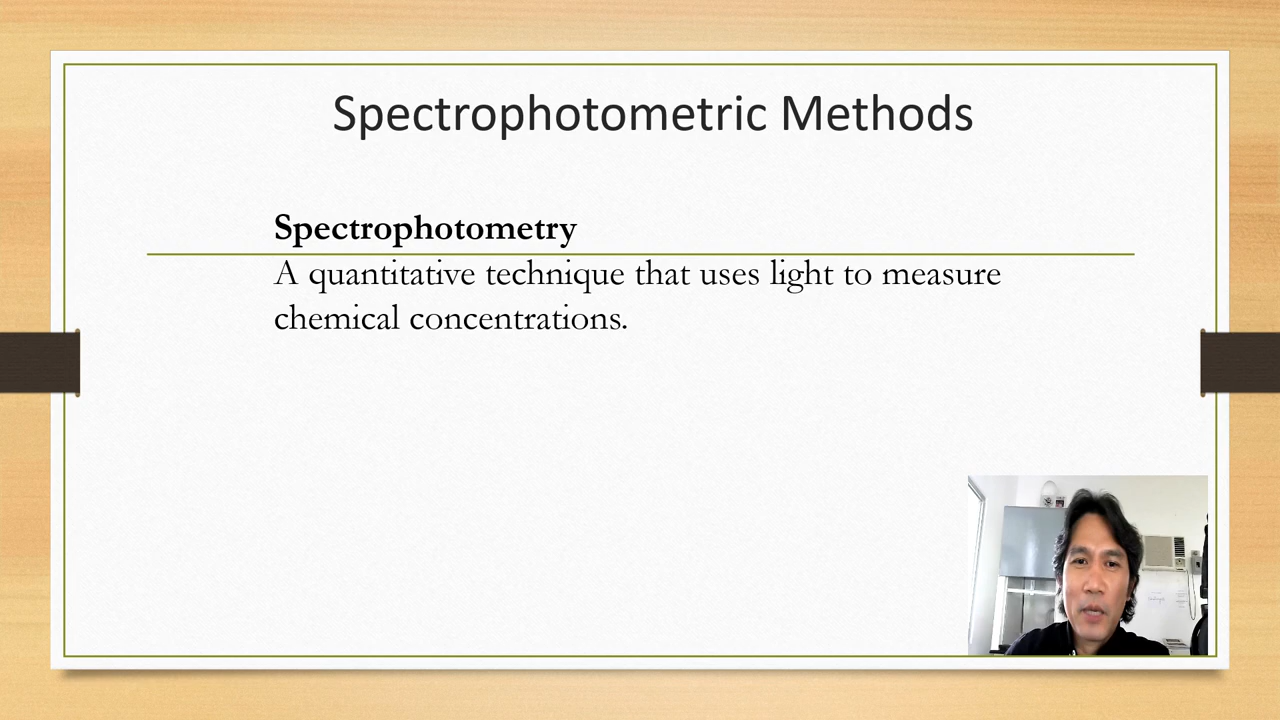 Spectrophotometric Methods
Spectrophotometry
A quantitative technique that uses light to measure
chemical concentrations.